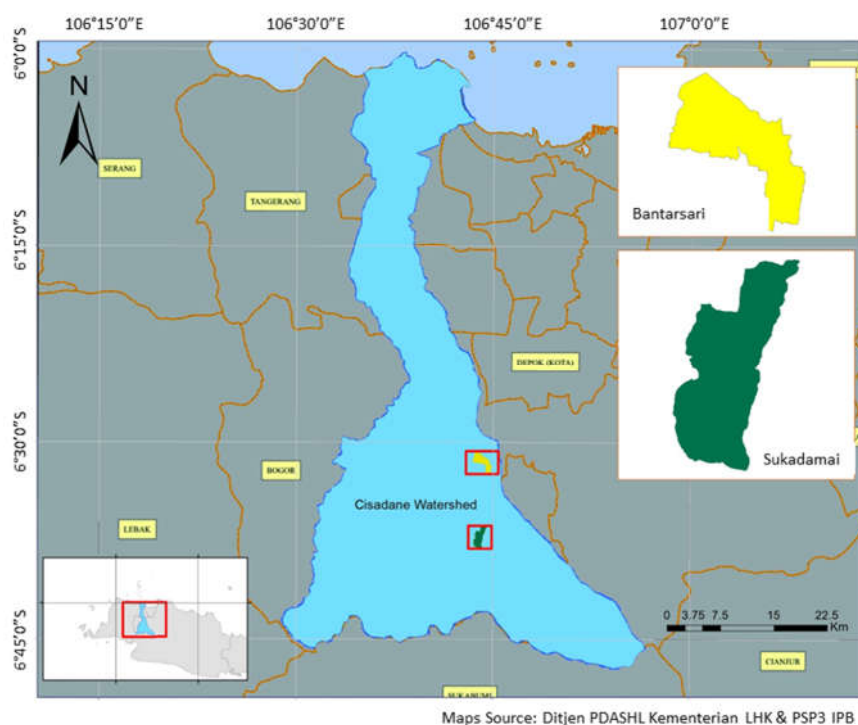 106°15'0"E 106°30'0"E 106°45'0"E 107°0'0"E
6°0'0"S
N
SERANG
TANGERANG
Bantarsari
6°15'0"S
DEPOK (KOTA)
6°30'0"S
Sukadamai
BOGOR
Cisadane Watershed
LEBAK
0 3.75 7.5 15 22.5
Km
6°45'0"S
CIANJUR
SUKABUMI
Maps Source: Ditjen PDASHL Kementerian LHK & PSP3 IPB